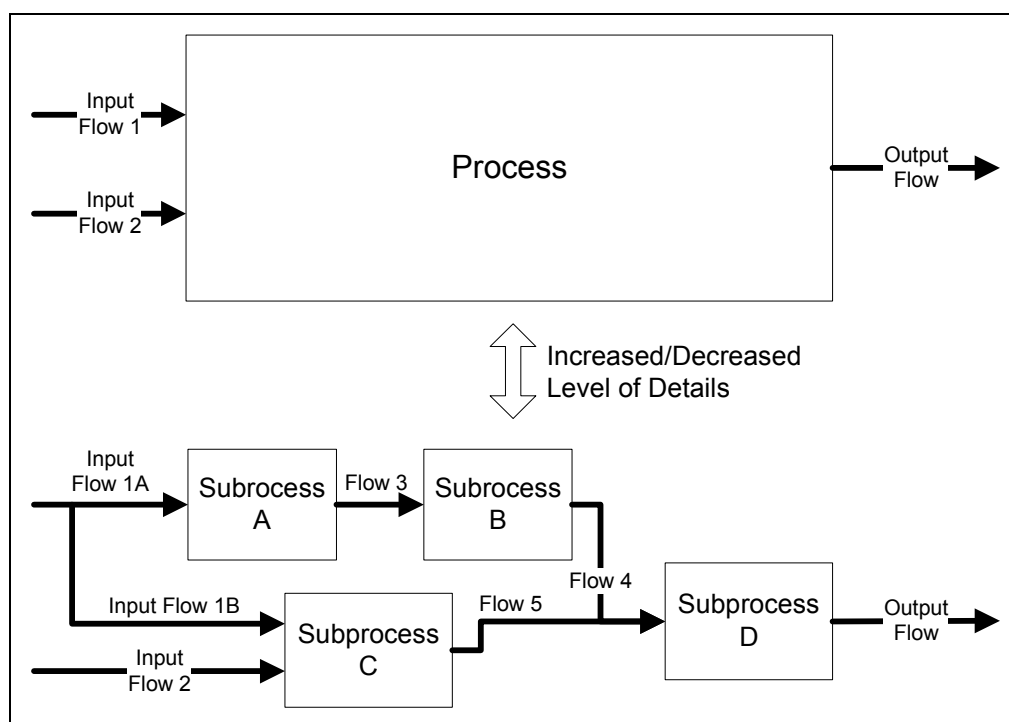 Input
Flow 1
Input
Flow 2
Process
Output
Flow
Increased/Decreased
Level of Details
Input
Flow 1A
Subrocess
A
Flow 3
Subrocess
B
Flow 4
Input Flow 1B
Flow 5
Subprocess
C
Input
Flow 2
Subprocess
D
Output
Flow